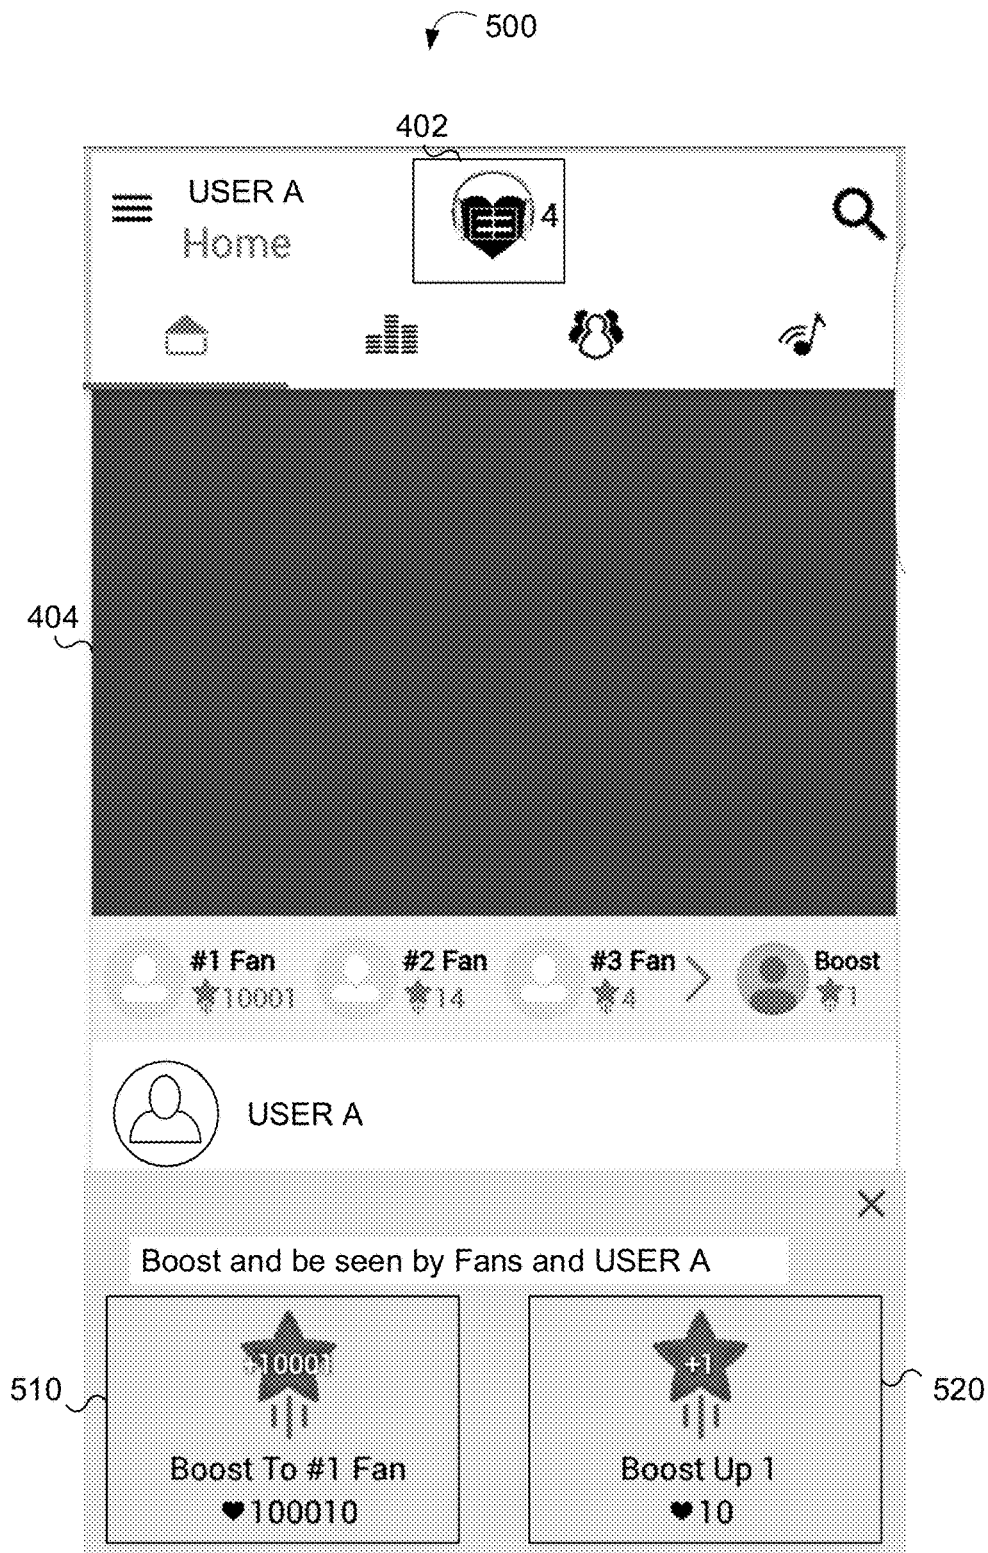 500
402
USER A
4
Home
404
#1 Fan
10001
#2 Fan
14
#3 Fan
4
Boost
1
USER A
Boost and be seen by Fans and USER A
510
+10001
Boost To #1 Fan
100010
+1
Boost Up 1
10
520